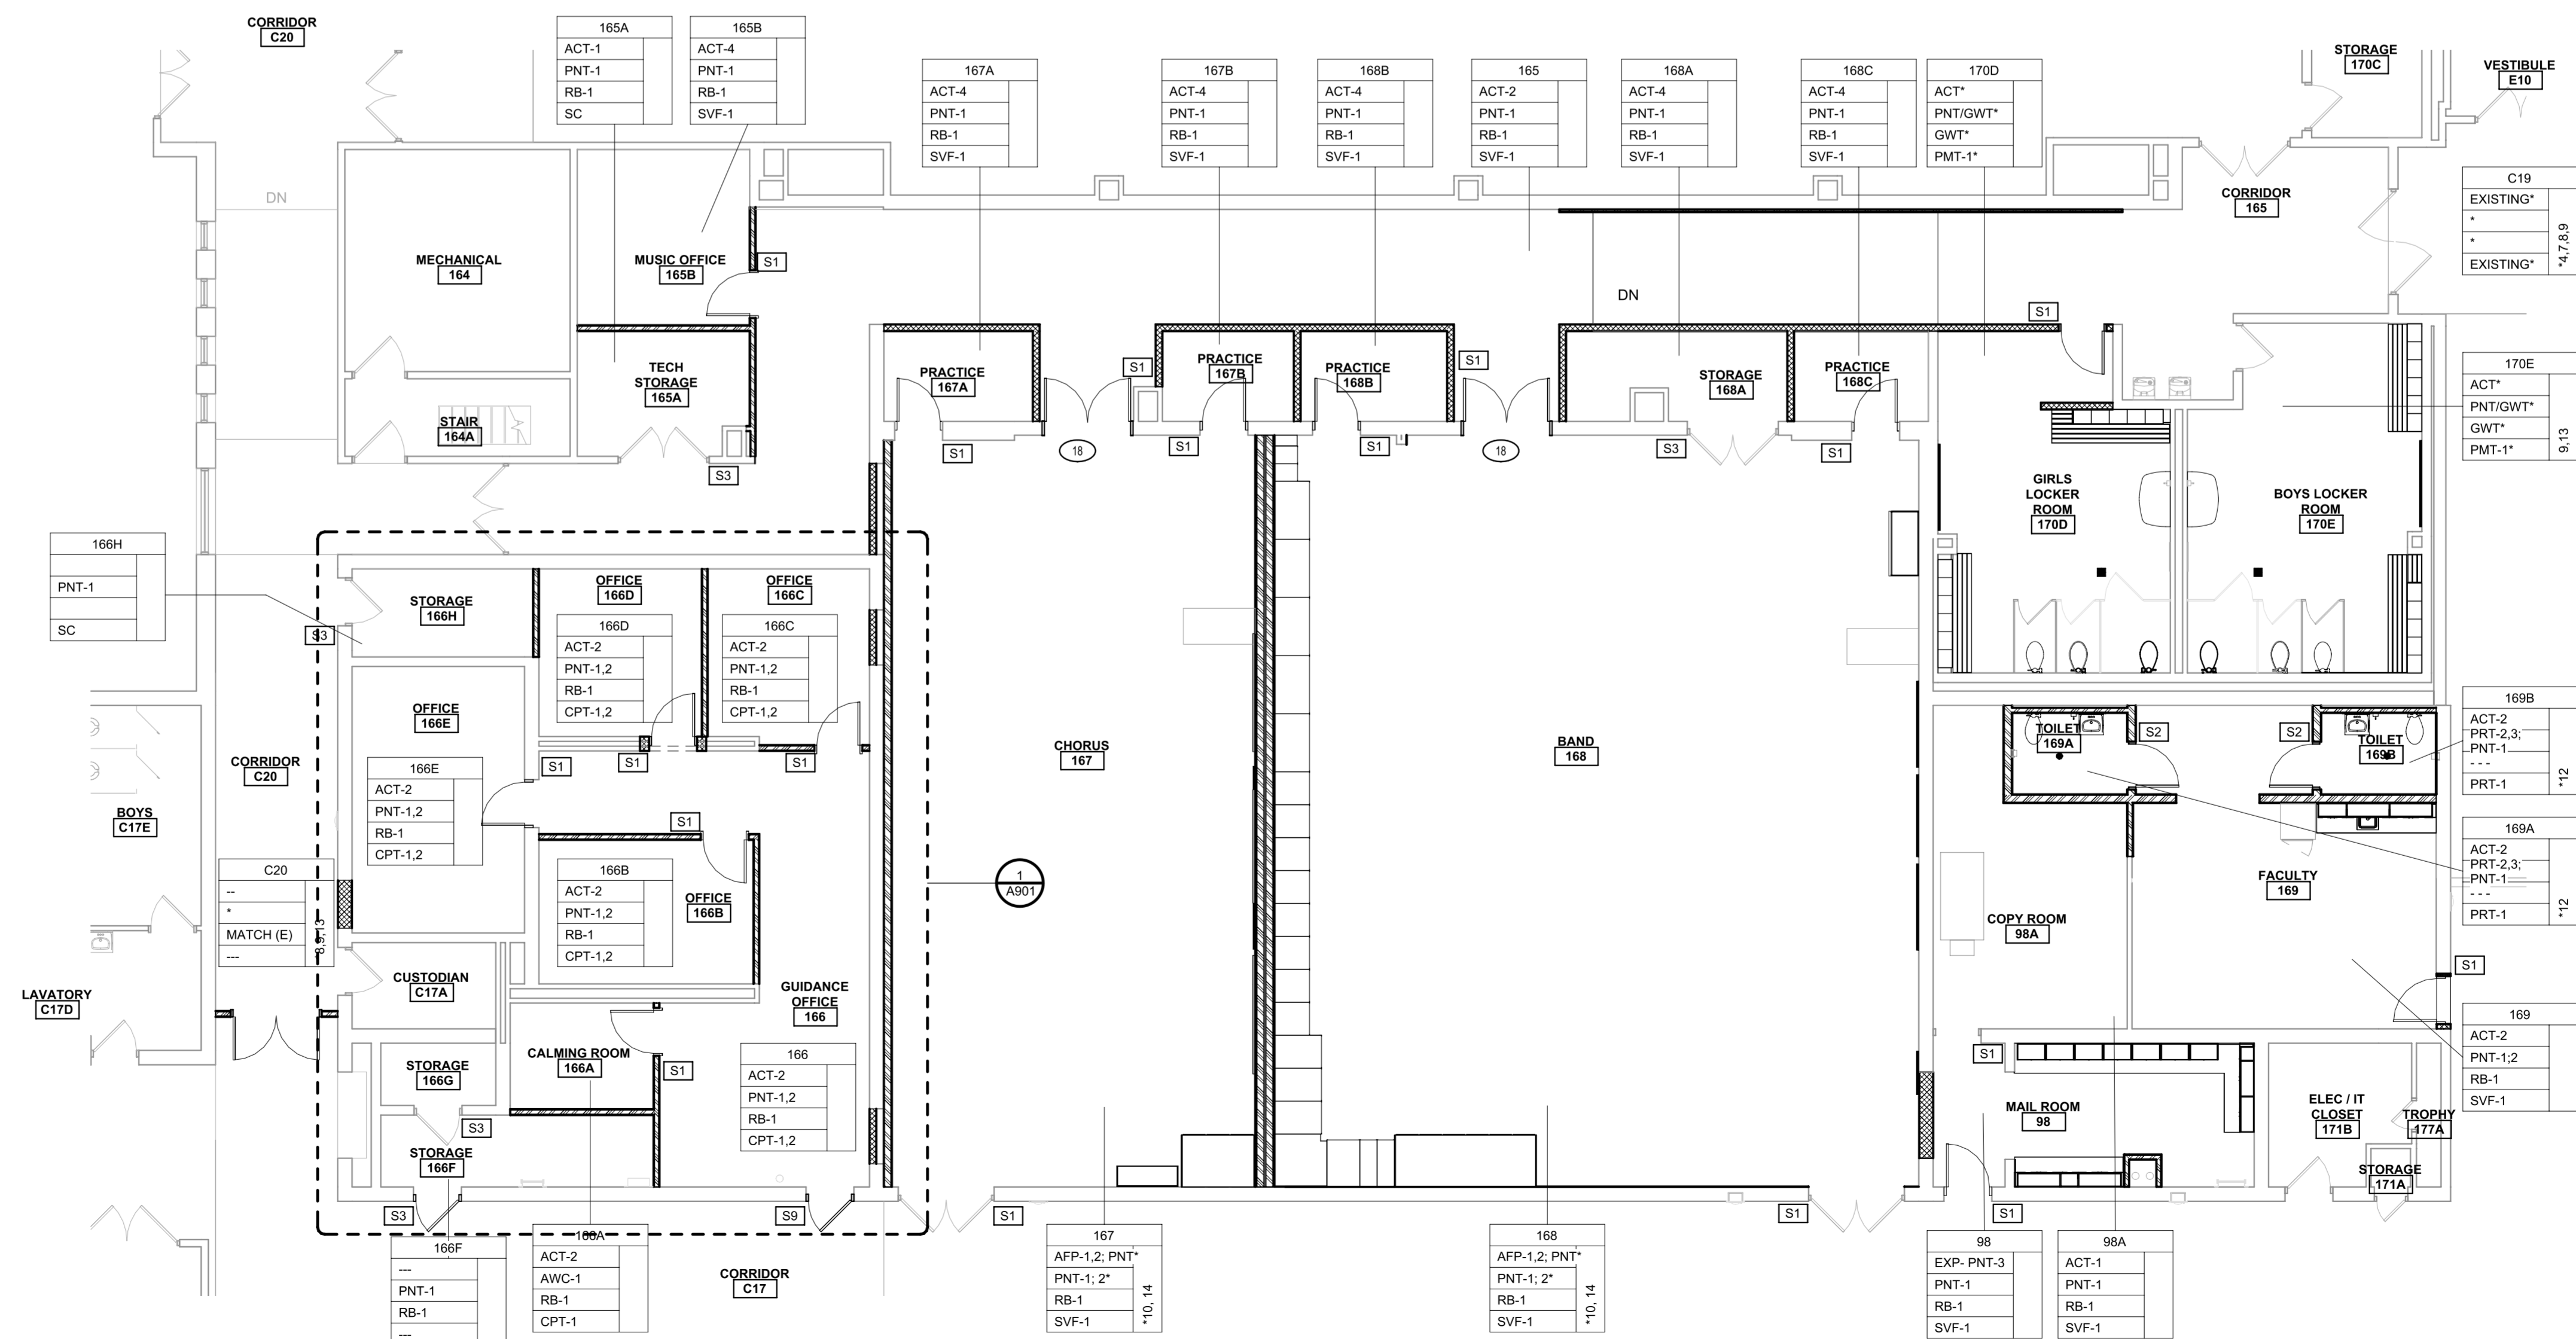 CORRIDOR
C20
165A
ACT-1
PNT-1
RB-1
SC
165B
ACT-4
PNT-1
RB-1
SVF-1
167A
ACT-4
PNT-1
RB-1
SVF-1
167B
ACT-4
PNT-1
RB-1
SVF-1
168B
ACT-4
PNT-1
RB-1
SVF-1
165
ACT-2
PNT-1
RB-1
SVF-1
168A
ACT-4
PNT-1
RB-1
SVF-1
168C
ACT-4
PNT-1
RB-1
SVF-1
170D
ACT*
PNT/GWT*
GWT*
PMT-1*
STORAGE
170C
VESTIBULE
E10
C19
EXISTING*
*
*
EXISTING*
*4,7,8,9
DN
MECHANICAL
164
MUSIC OFFICE
165B
S1
CORRIDOR
165
DN
S1
TECH
STORAGE
165A
STAIR
164A
S3
PRACTICE
167A
S1
S1
18
PRACTICE
167B
S1
PRACTICE
168B
S1
S1
18
STORAGE
168A
S3
PRACTICE
168C
S1
170E
ACT*
PNT/GWT*
GWT*
PMT-1*
9,13
GIRLS
LOCKER
ROOM
170D
BOYS LOCKER
ROOM
170E
166H
PNT-1
SC
STORAGE
166H
S3
OFFICE
166D
166D
ACT-2
PNT-1,2
RB-1
CPT-1,2
OFFICE
166C
166C
ACT-2
PNT-1,2
RB-1
CPT-1,2
OFFICE
166E
166E
ACT-2
PNT-1,2
RB-1
CPT-1,2
S1
S1
S1
S1
CORRIDOR
C20
BOYS
C17E
CHORUS
167
BAND
168
TOILET
169A
S2
S2
TOILET
169B
169B
ACT-2
PRT-2,3;
PNT-1
- - -
PRT-1
*12
169A
ACT-2
PRT-2,3;
PNT-1
- - -
PRT-1
*12
C20
--
*
MATCH (E)
---
*8,9,13
166B
ACT-2
PNT-1,2
RB-1
CPT-1,2
OFFICE
166B
1
A901
COPY ROOM
98A
FACULTY
169
S1
LAVATORY
C17D
CUSTODIAN
C17A
GUIDANCE
OFFICE
166
STORAGE
166G
CALMING ROOM
166A
S1
S3
166
ACT-2
PNT-1,2
RB-1
CPT-1,2
169
ACT-2
PNT-1;2
RB-1
SVF-1
S1
MAIL ROOM
98
ELEC / IT
CLOSET
171B
TROPHY
177A
STORAGE
171A
STORAGE
166F
S3
S9
S1
S1
S1
166F
---
PNT-1
RB-1
---
166A
ACT-2
AWC-1
RB-1
CPT-1
CORRIDOR
C17
167
AFP-1,2; PNT*
PNT-1; 2*
RB-1
SVF-1
*10, 14
168
AFP-1,2; PNT*
PNT-1; 2*
RB-1
SVF-1
*10, 14
98
EXP- PNT-3
PNT-1
RB-1
SVF-1
98A
ACT-1
PNT-1
RB-1
SVF-1